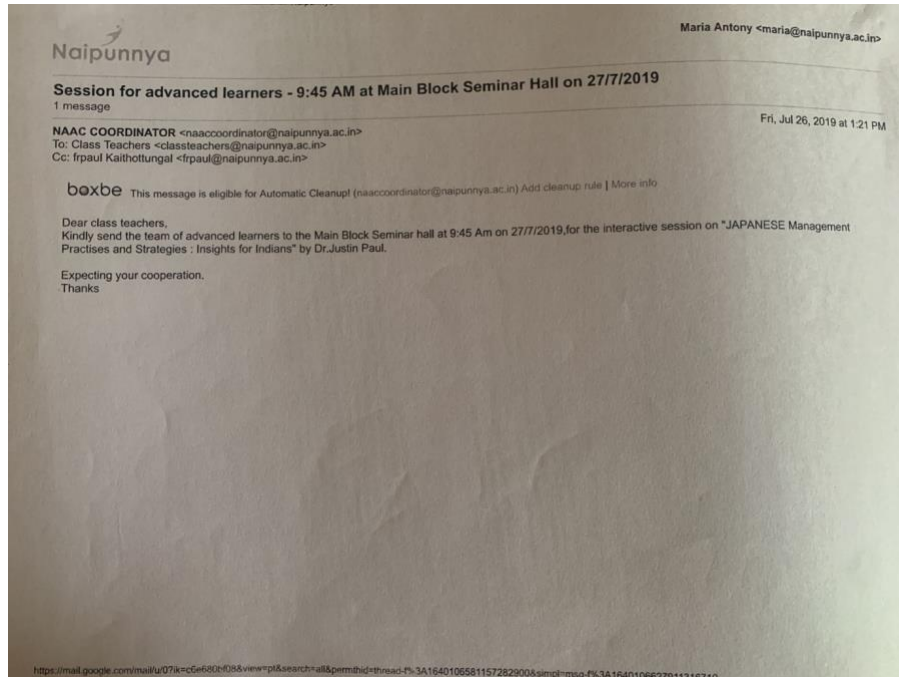 Maria Antony <maria@naipunnya.ac.in>
Naipunnya
Session for advanced learners - 9:45 AM at Main Block Seminar Hall on 27/7/2019
1 message
Fri, Jul 26, 2019 at 1:21 PM
NAAC COORDINATOR <naaccoordinator@naipunnya.ac.in>
To: Class Teachers <classteachers@naipunnya.ac.in>
Cc: frpaul Kaithottungal <frpaul@naipunnya.ac.in>
boxbe This message is eligible for Automatic Cleanup! (naaccoordinator@naipunnya.ac.in) Add cleanup rule | More info
Dear class teachers,
Kindly send the team of advanced learners to the Main Block Seminar hall at 9:45 Am on 27/7/2019,for the interactive session on "JAPANESE Management
Practises and Strategies : Insights for Indians" by Dr.Justin Paul.
Expecting your cooperation.
Thanks